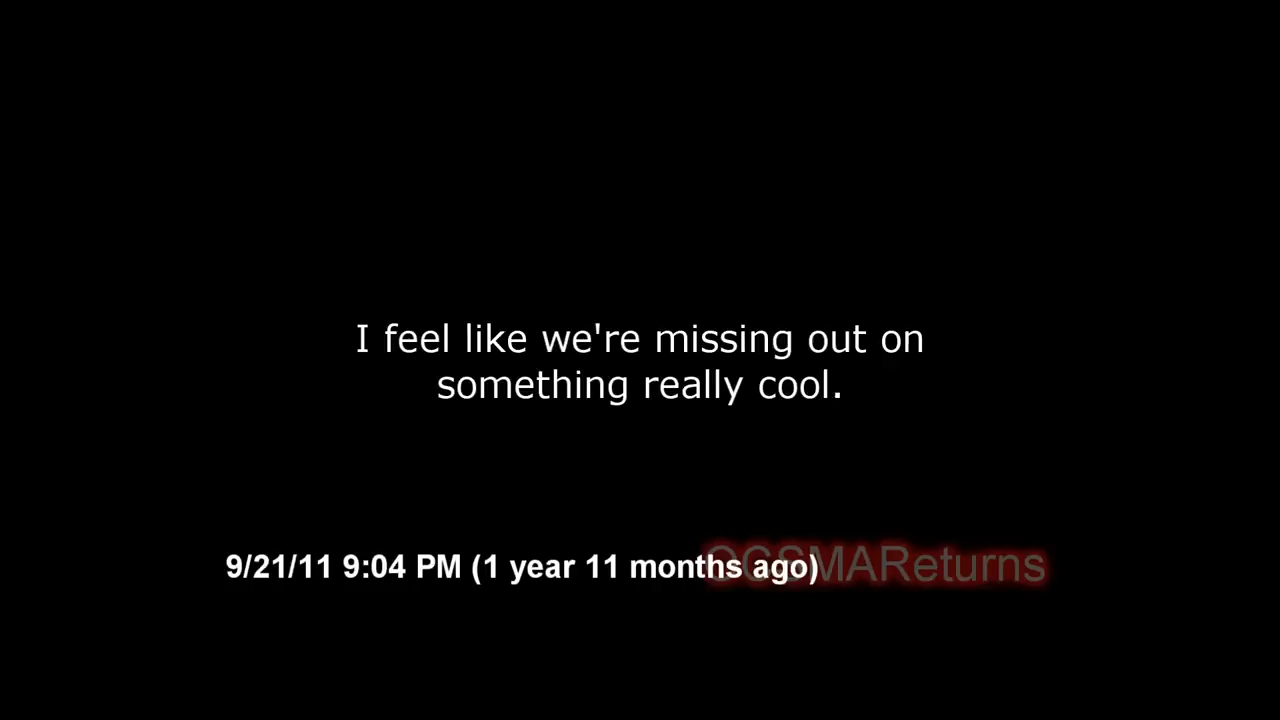 I feel like we're missing out on
something really cool.
9/21/11 9:04 PM (1 year 11 months ago)